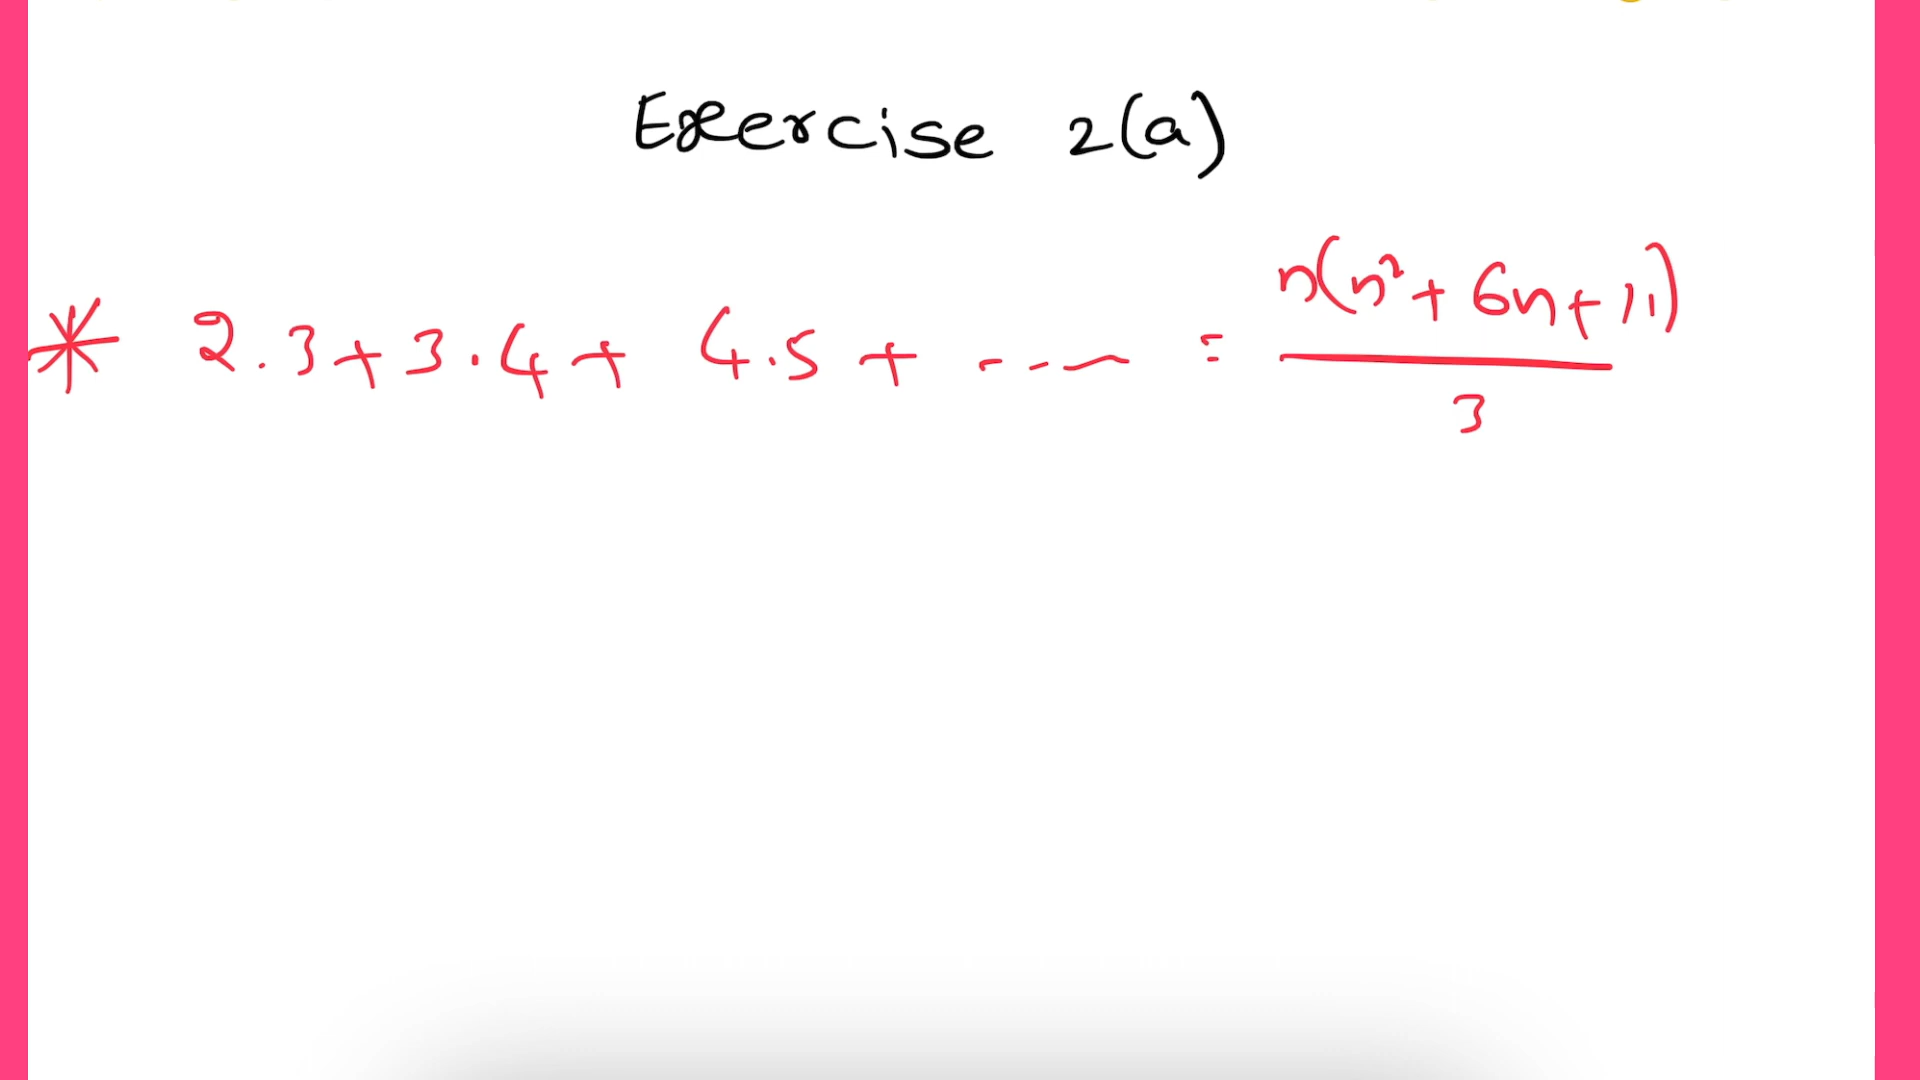 Exercise 2(a)
* 2.3+3.4+ 4.5 + ---- = n(n²+6n+11)
3